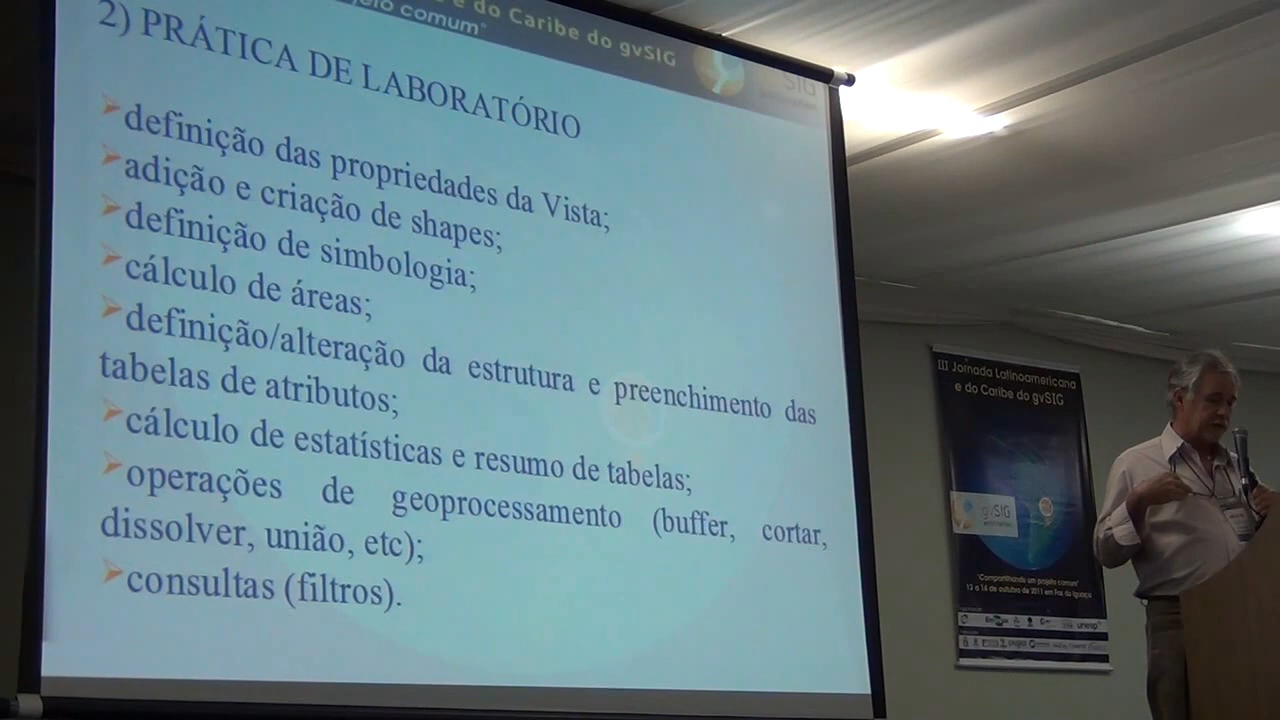 e do Caribe do gvSIG
comum"
SIG
2) PRÁTICA DE LABORATÓRIO
definição das propriedades da Vista;
adição e criação de shapes;
definição de simbologia;
cálculo de áreas;
definição/alteração da estrutura e preenchimento das
tabelas de atributos;
cálculo de estatísticas e resumo de tabelas;
operações de geoprocessamento (buffer, cortar,
dissolver, união, etc);
consultas (filtros).
III Jornada Latinoamericana
e do Caribe do gvSIG
gvSIG
"Compartilhando um projeto comum"
12 a 14 de outubro de 2011 em Foz do Iguaçu
Embrapa
unesp